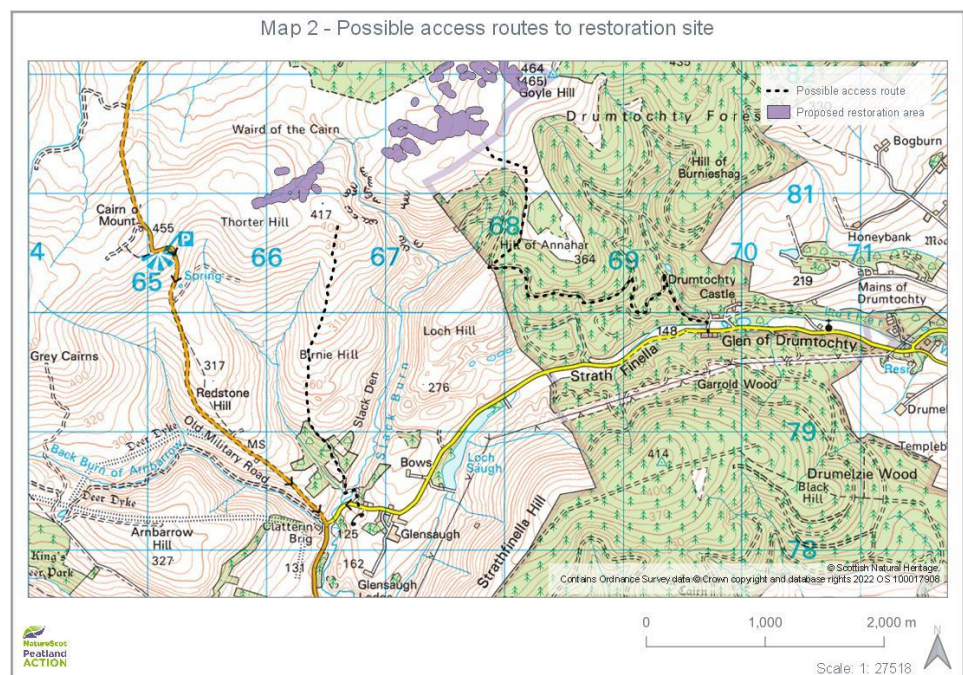 Map 2 - Possible access routes to restoration site
464
465)
Goyle Hill
435
82
Possible access route
Proposed restoration area
Waird of the Cairn
Drumtochty Fores
Bogburn
Hill of
Burnieshag
81
Cairn o'
Mount
455
P
Thorter Hill
417
68
Hill of Annahar
364
Honeybank
71
4
65
66
67
69
70
Spring
Drumtochty
Castle
219
Mains of
Drumtochty
Loch Hill
148
Glen of Drumtochty
Grey Cairns
317
Birnie Hill
Strath Finella
Redstone
Hill
276
Garrold Wood
Slack Den
Slack Burn
MS
Old Military Road
Deer Dyke
Back Burn of Arnbarrow
Bows
Loch
Saugh
414
79
Drumelzie Wood
Black
Hill
Deer Dyke
Arnbarrow
Hill
327
Clatterin
Brig
125
Glensaugh
Strathfinella Hill
78
King's
131
162
Glensaugh
© Scottish Natural Heritage,
Contains Ordnance Survey data © Crown copyright and database rights 2022 OS 100017908
0 1,000 2,000 m
N
NatureScot
Peatland
ACTION
Scale: 1: 27518